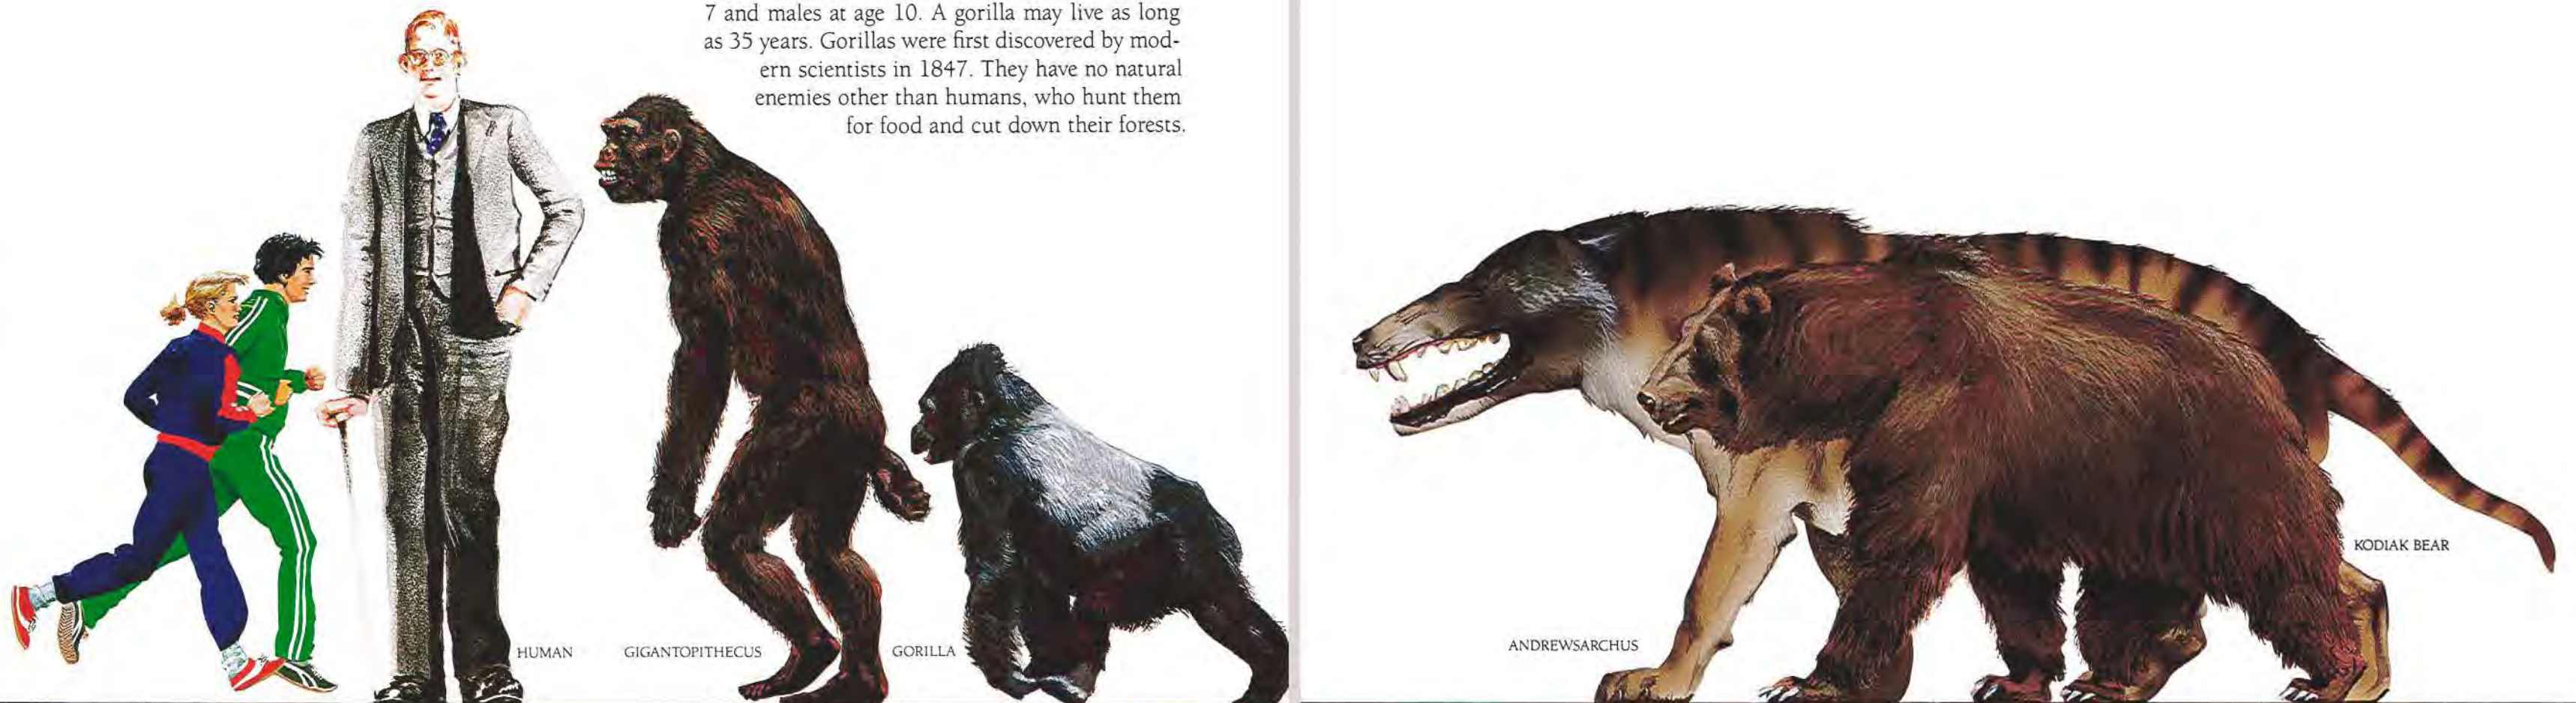 7 and males at age 10. A gorilla may live as long
as 35 years. Gorillas were first discovered by mod-
ern scientists in 1847. They have no natural
enemies other than humans, who hunt them
for food and cut down their forests.
HUMAN
GIGANTOPITHECUS
GORILLA
ANDREWSARCHUS
KODIAK BEAR